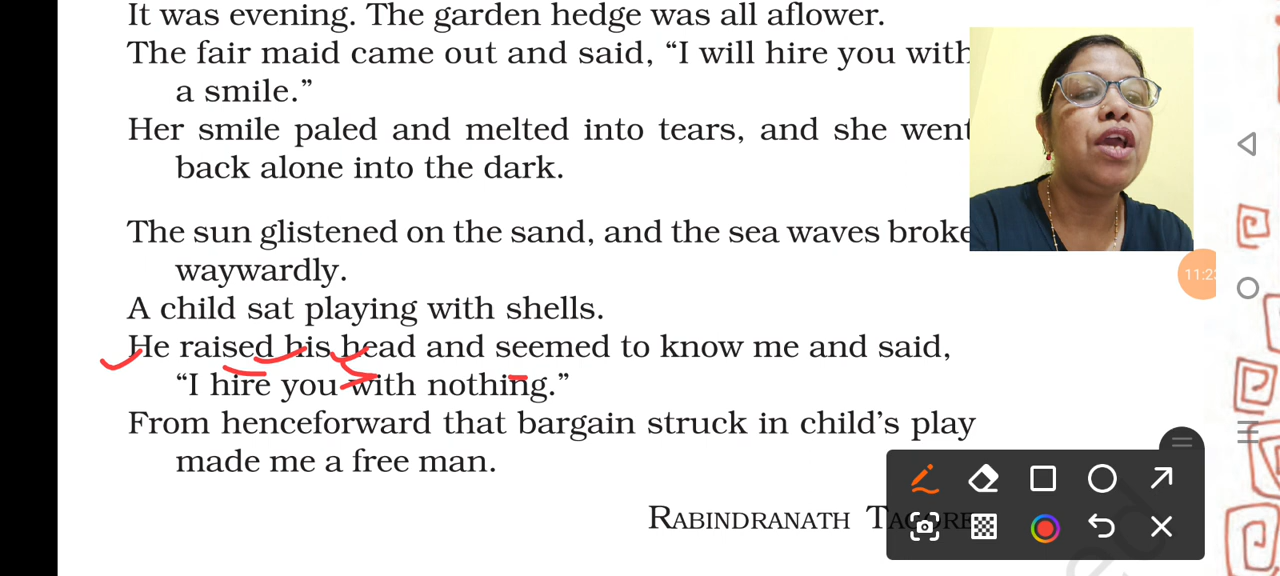 It was evening. The garden hedge was all aflower.
The fair maid came out and said, “I will hire you with
a smile.”
Her smile paled and melted into tears, and she went
back alone into the dark.
The sun glistened on the sand, and the sea waves broke
waywardly.
A child sat playing with shells.
He raised his head and seemed to know me and said,
“I hire you with nothing.”
From henceforward that bargain struck in child’s play
made me a free man.
RABINDRANATH TAGORE
11:23